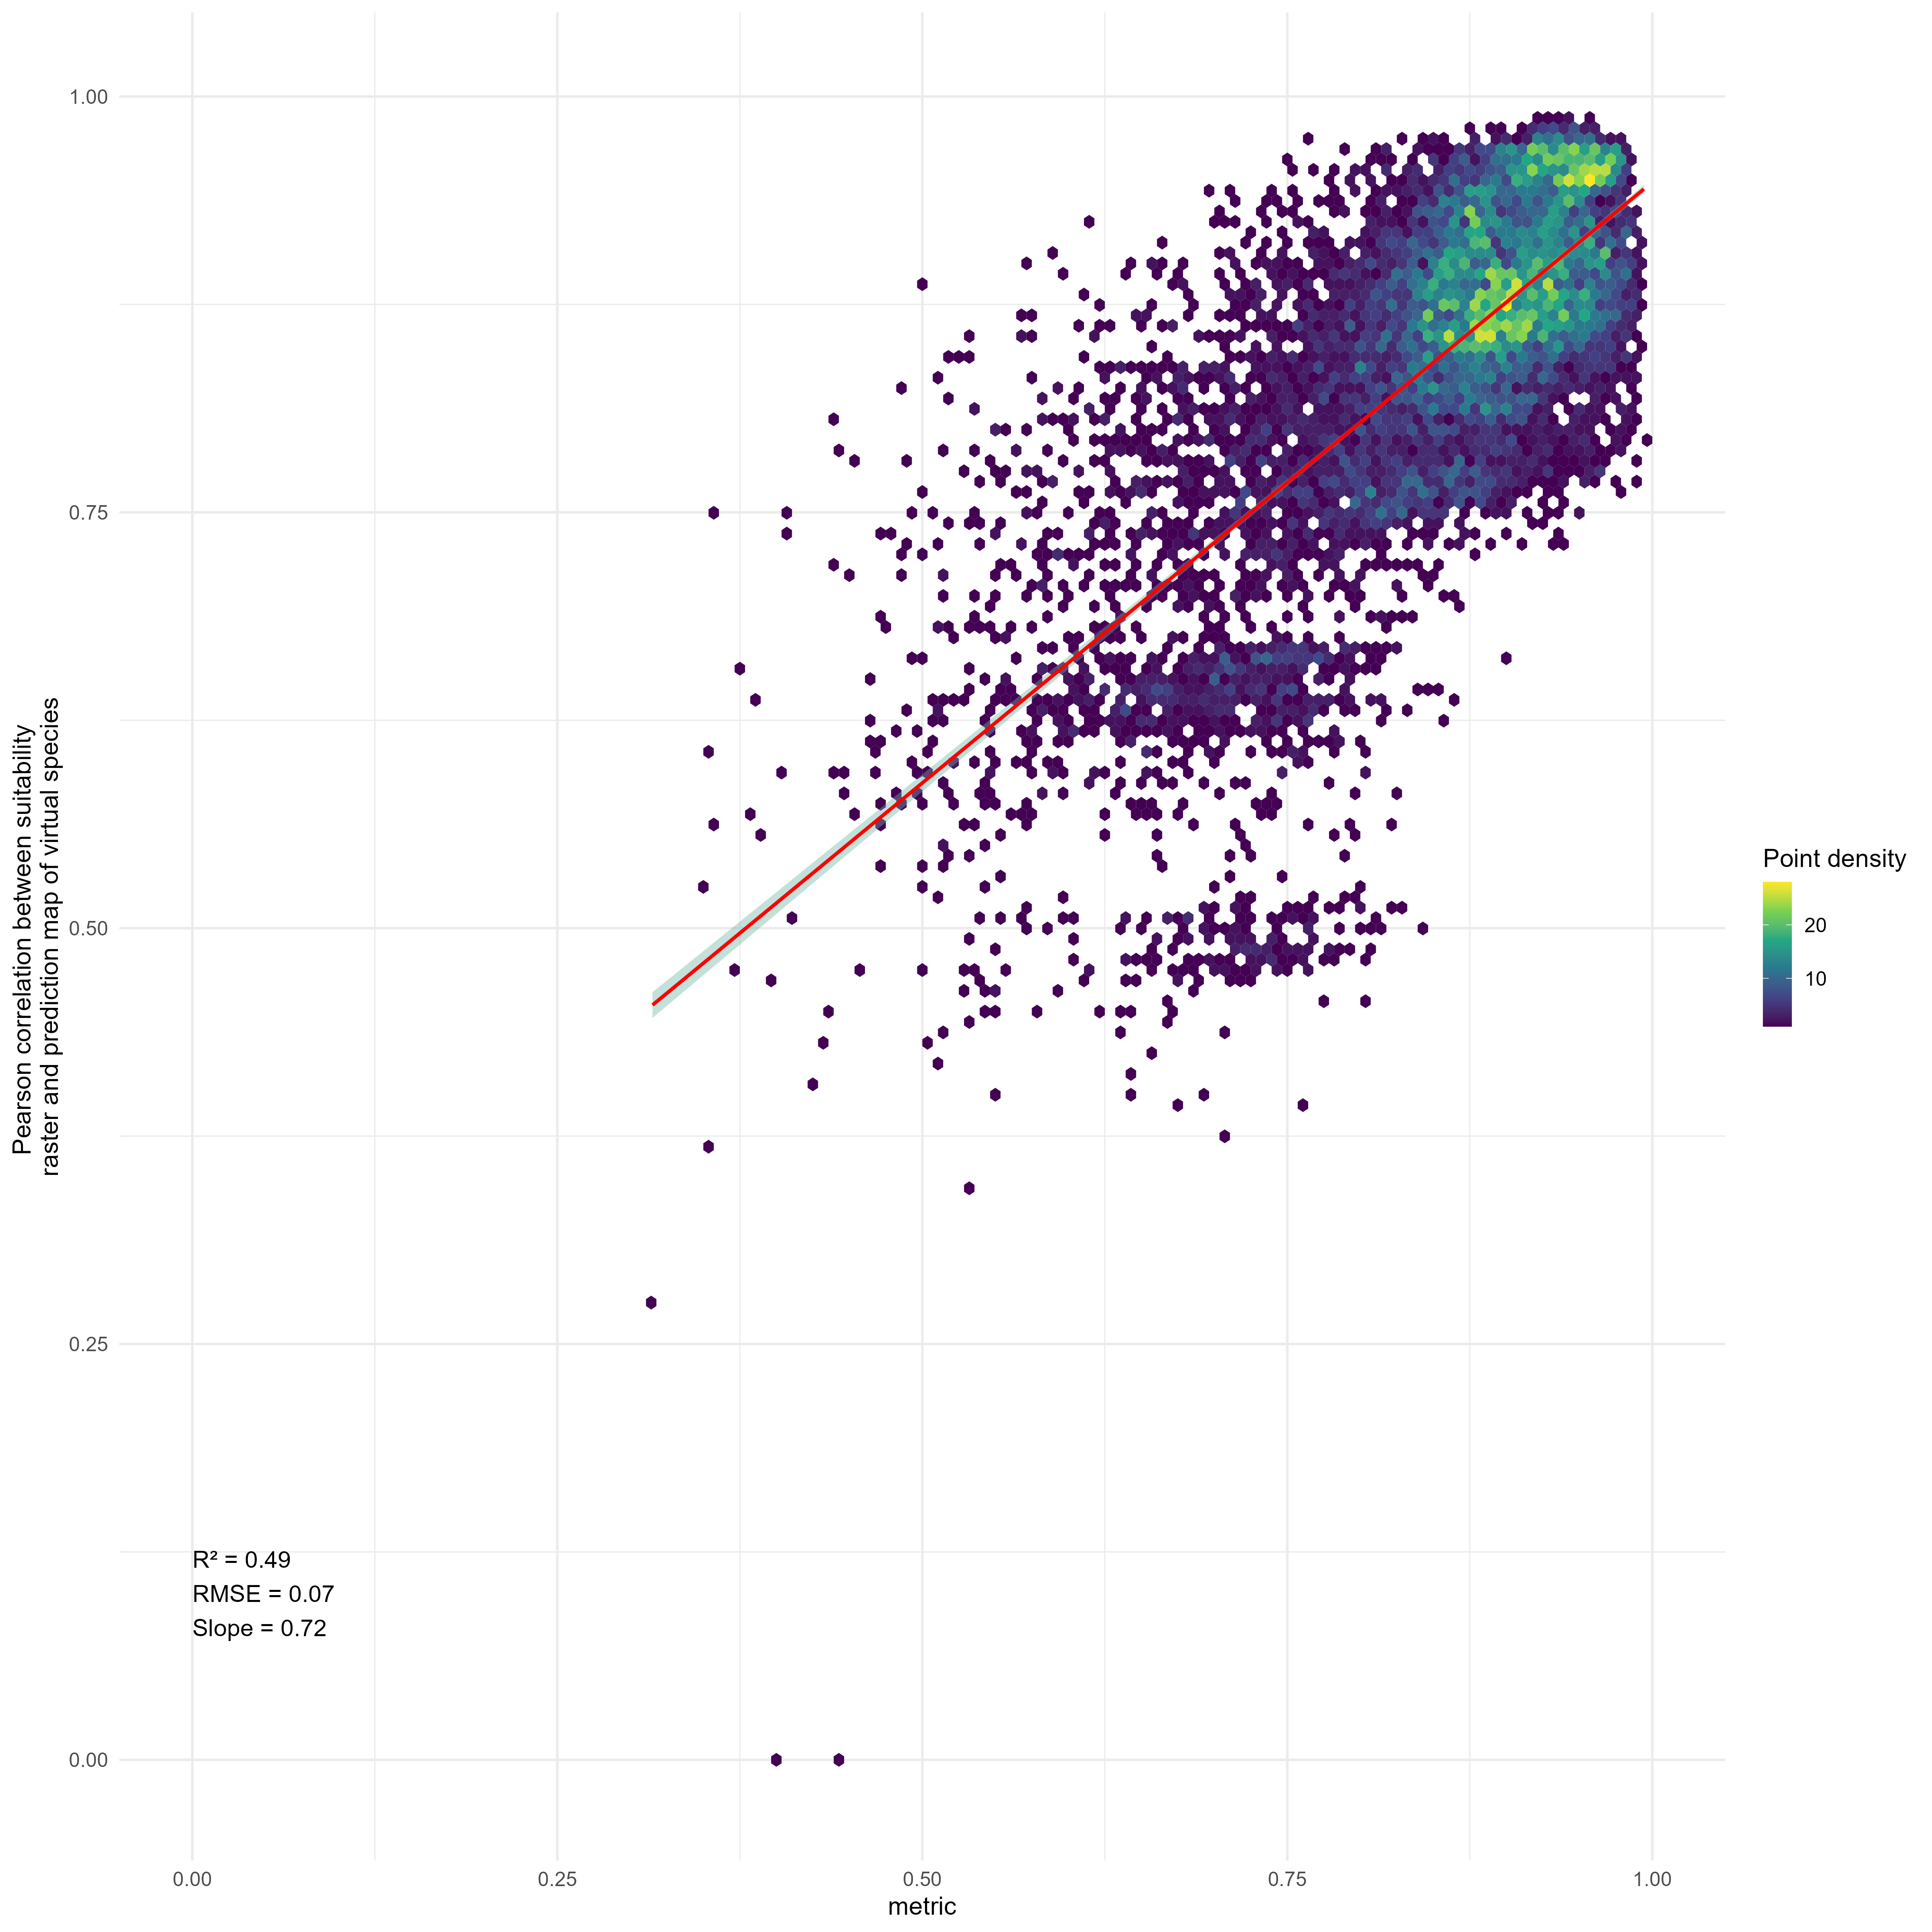 Pearson correlation between suitability
raster and prediction map of virtual species
1.00
0.75
0.50
0.25
0.00
R² = 0.49
RMSE = 0.07
Slope = 0.72
0.00 0.25 0.50 0.75 1.00
metric
Point density
20
10